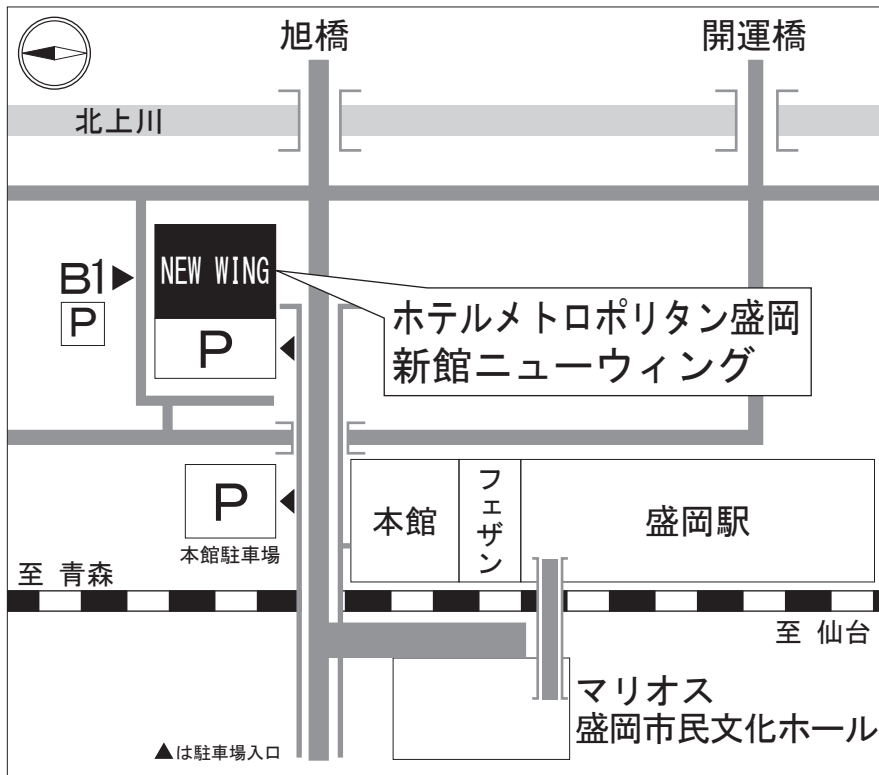 旭橋
開運橋
北上川
B1▶
P
NEW WING
P
ホテルメトロポリタン盛岡
新館ニューウィング
P
本館駐車場
本館
フェザン
盛岡駅
至 青森
至 仙台
マリオス
盛岡市民文化ホール
▲は駐車場入口